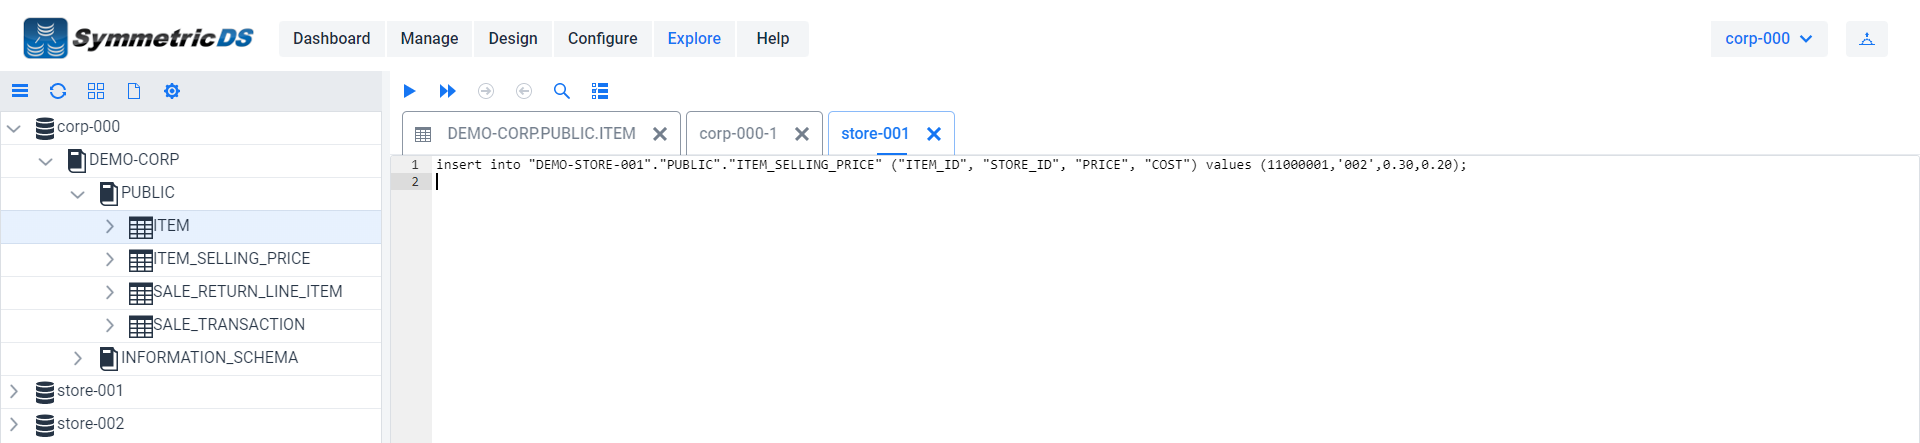 SymmetricDS
Dashboard Manage Design Configure Explore Help
corp-000
corp-000
DEMO-CORP
PUBLIC
ITEM
ITEM_SELLING_PRICE
SALE_RETURN_LINE_ITEM
SALE_TRANSACTION
INFORMATION_SCHEMA
store-001
store-002
DEMO-CORP.PUBLIC.ITEM corp-000-1 store-001
1 insert into "DEMO-STORE-001"."PUBLIC"."ITEM_SELLING_PRICE" ("ITEM_ID", "STORE_ID", "PRICE", "COST") values (11000001,'002',0.30,0.20);
2